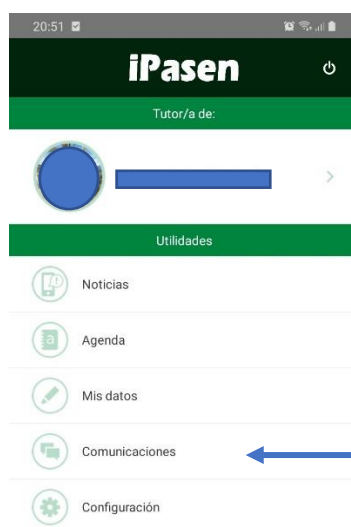 20:51
iPasen
Tutor/a de:
Utilidades
Noticias
Agenda
Mis datos
Comunicaciones
Configuración